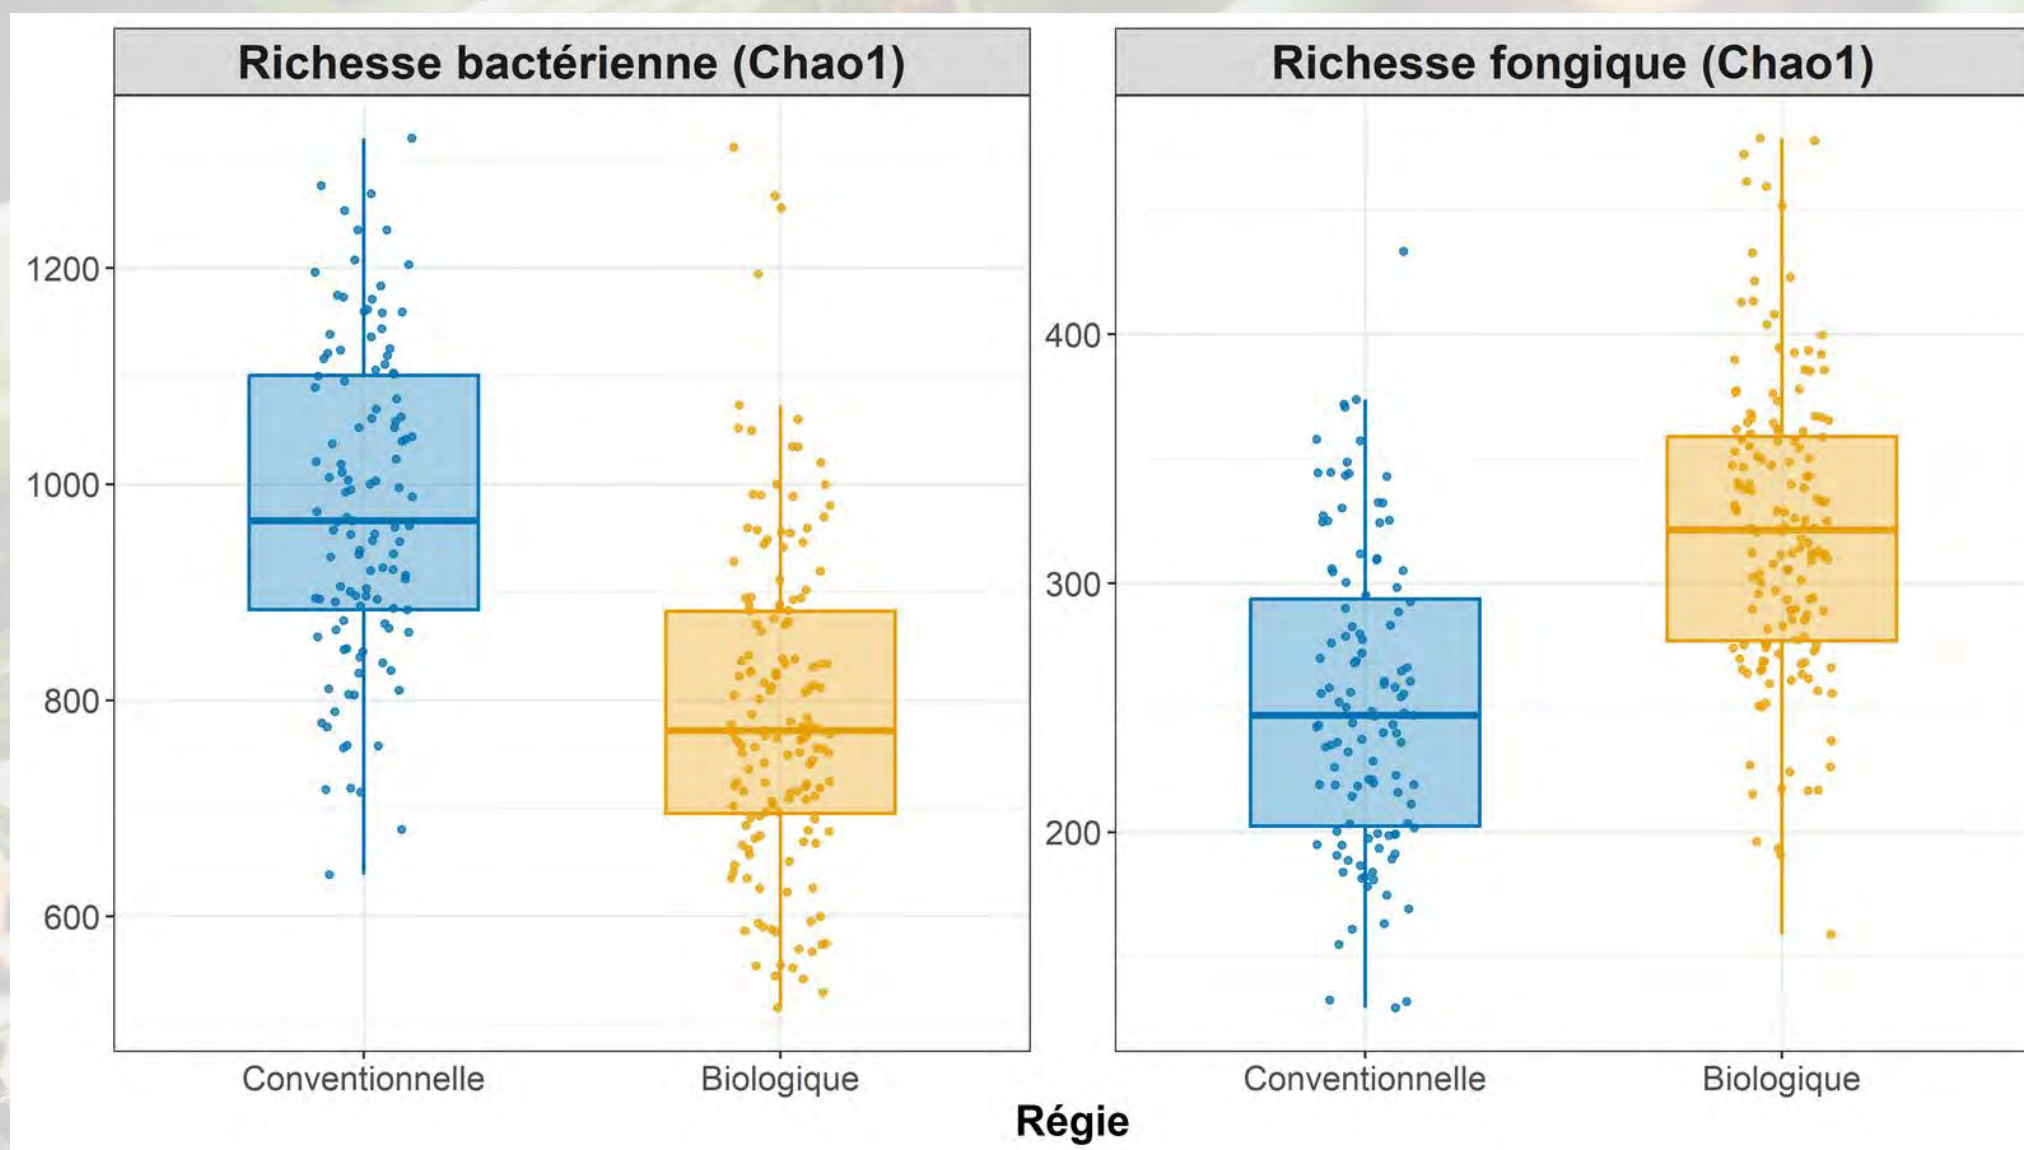 Richesse bactérienne (Chao1)
1200
1000
800
600
Conventionnelle
Biologique
Richesse fongique (Chao1)
400
300
200
Conventionnelle
Biologique
Régie